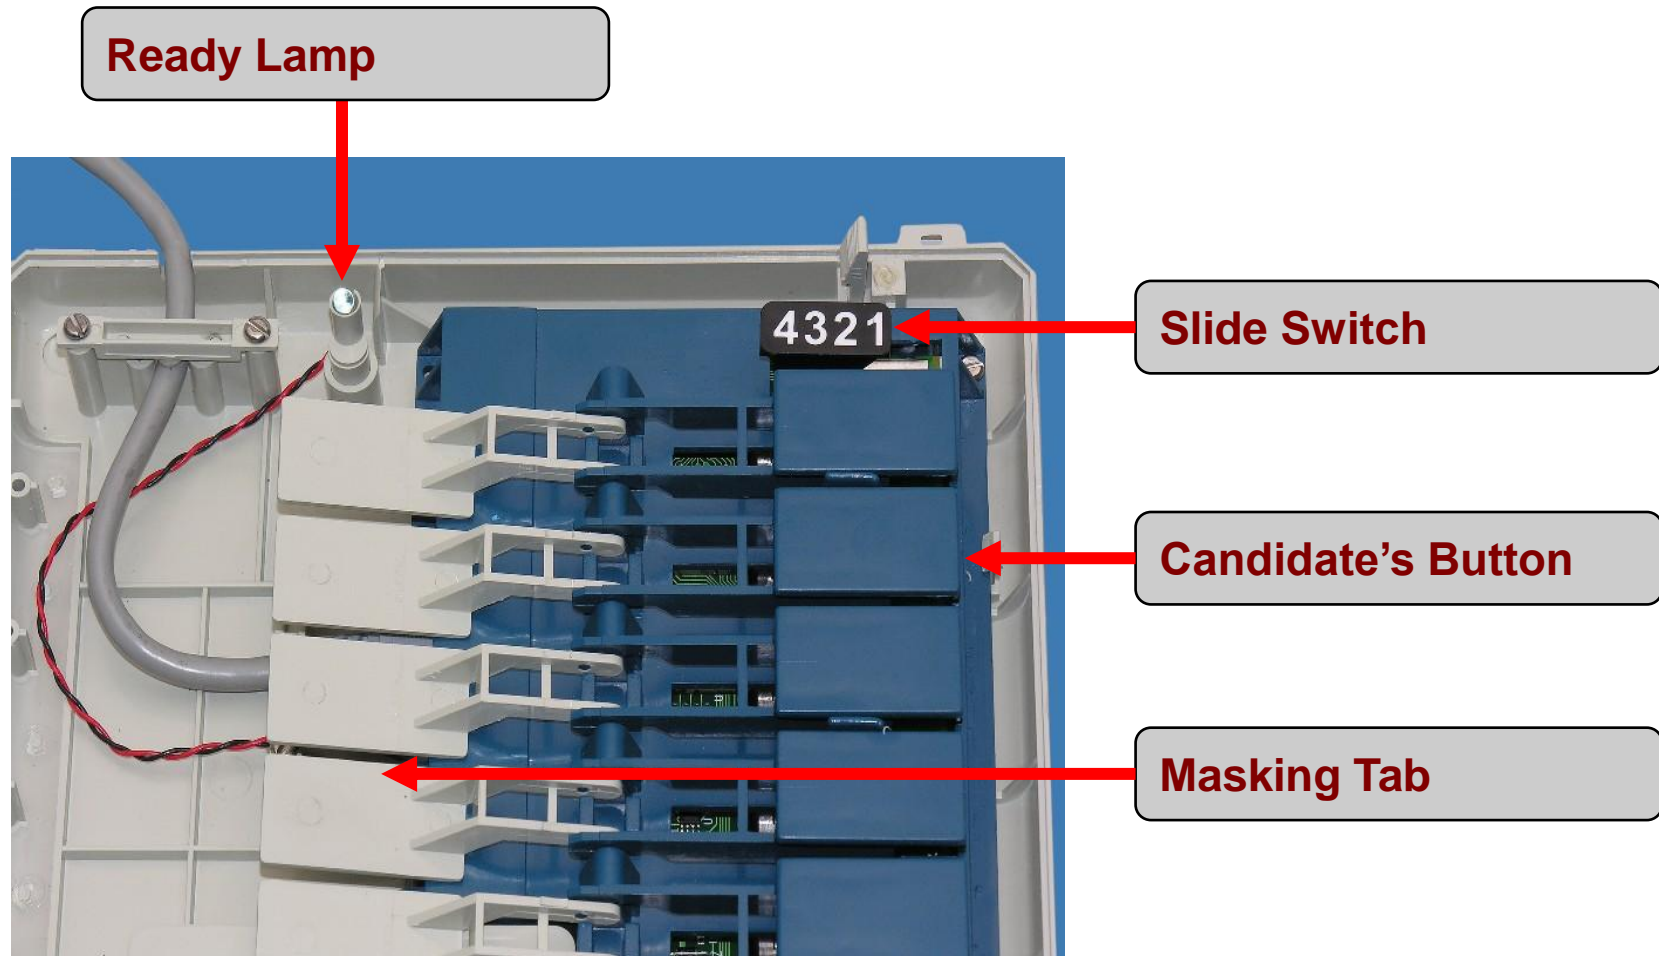 Ready Lamp
4321
Slide Switch
Candidate’s Button
Masking Tab